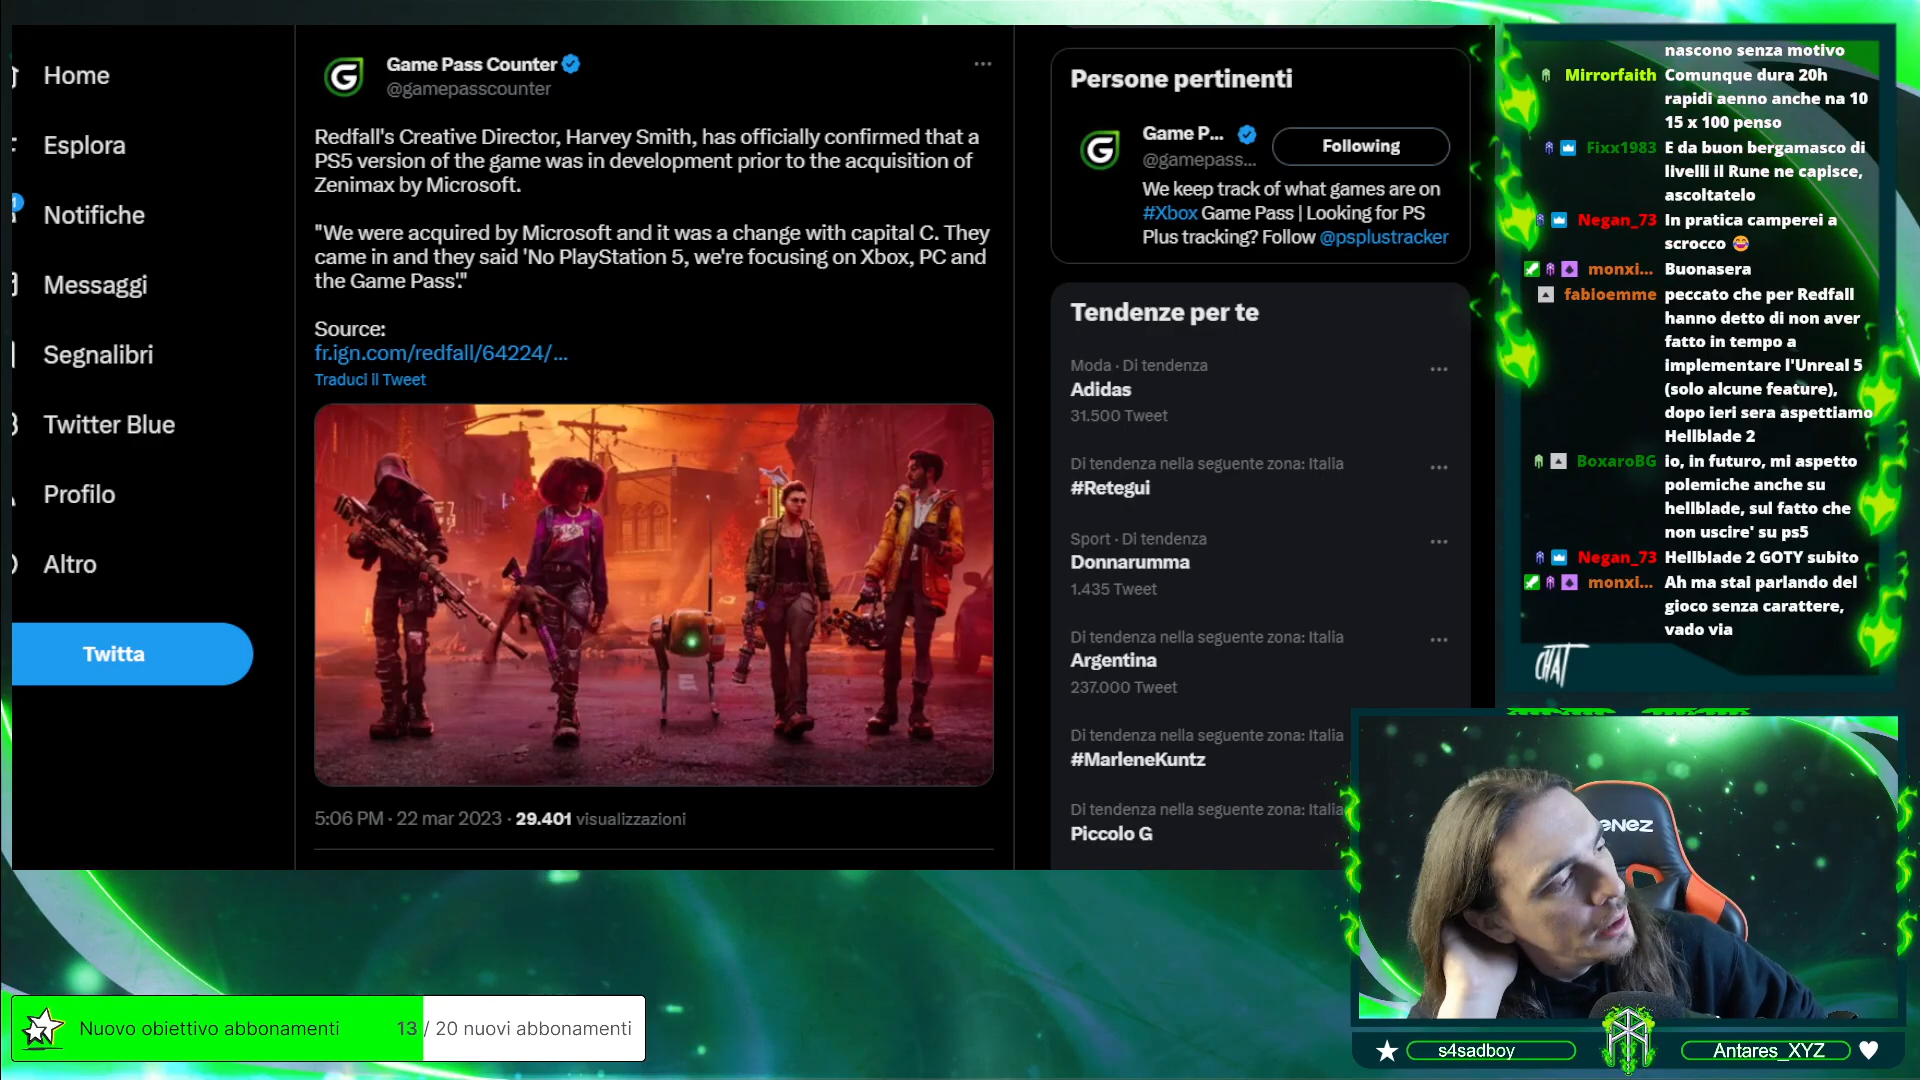 Home
Esplora
Notifiche
Messaggi
Segnalibri
Twitter Blue
Profilo
Altro
Twitta
Game Pass Counter
@gamepasscounter
Redfall's Creative Director, Harvey Smith, has officially confirmed that a
PS5 version of the game was in development prior to the acquisition of
Zenimax by Microsoft.
"We were acquired by Microsoft and it was a change with capital C. They
came in and they said 'No PlayStation 5, we're focusing on Xbox, PC and
the Game Pass'."
Source:
fr.ign.com/redfall/64224/...
Traduci il Tweet
5:06 PM · 22 mar 2023 · 29.401 visualizzazioni
Persone pertinenti
Game P...
@gamepass...
Following
We keep track of what games are on
#Xbox Game Pass | Looking for PS
Plus tracking? Follow @psplustracker
Tendenze per te
Moda · Di tendenza
Adidas
31.500 Tweet
Di tendenza nella seguente zona: Italia
#Retegui
Sport · Di tendenza
Donnarumma
1.435 Tweet
Di tendenza nella seguente zona: Italia
Argentina
237.000 Tweet
Di tendenza nella seguente zona: Italia
#MarleneKuntz
Di tendenza nella seguente zona: Italia
Piccolo G
nascono senza motivo
Mirrorfaith Comunque dura 20h
rapidi aenno anche na 10
15 x 100 penso
Fixx1983 E da buon bergamasco di
livelli il Rune ne capisce,
ascoltatelo
Negan_73 In pratica camperei a
scrocco 😂
monxi... Buonasera
fabioemme peccato che per Redfall
hanno detto di non aver
fatto in tempo a
implementare l'Unreal 5
(solo alcune feature),
dopo ieri sera aspettiamo
Hellblade 2
BoxaroBG io, in futuro, mi aspetto
polemiche anche su
hellblade, sul fatto che
non uscire' su ps5
Negan_73 Hellblade 2 GOTY subito
monxi... Ah ma stai parlando del
gioco senza carattere,
vado via
CHAT
Nuovo obiettivo abbonamenti 13 / 20 nuovi abbonamenti
s4sadboy
Antares_XYZ